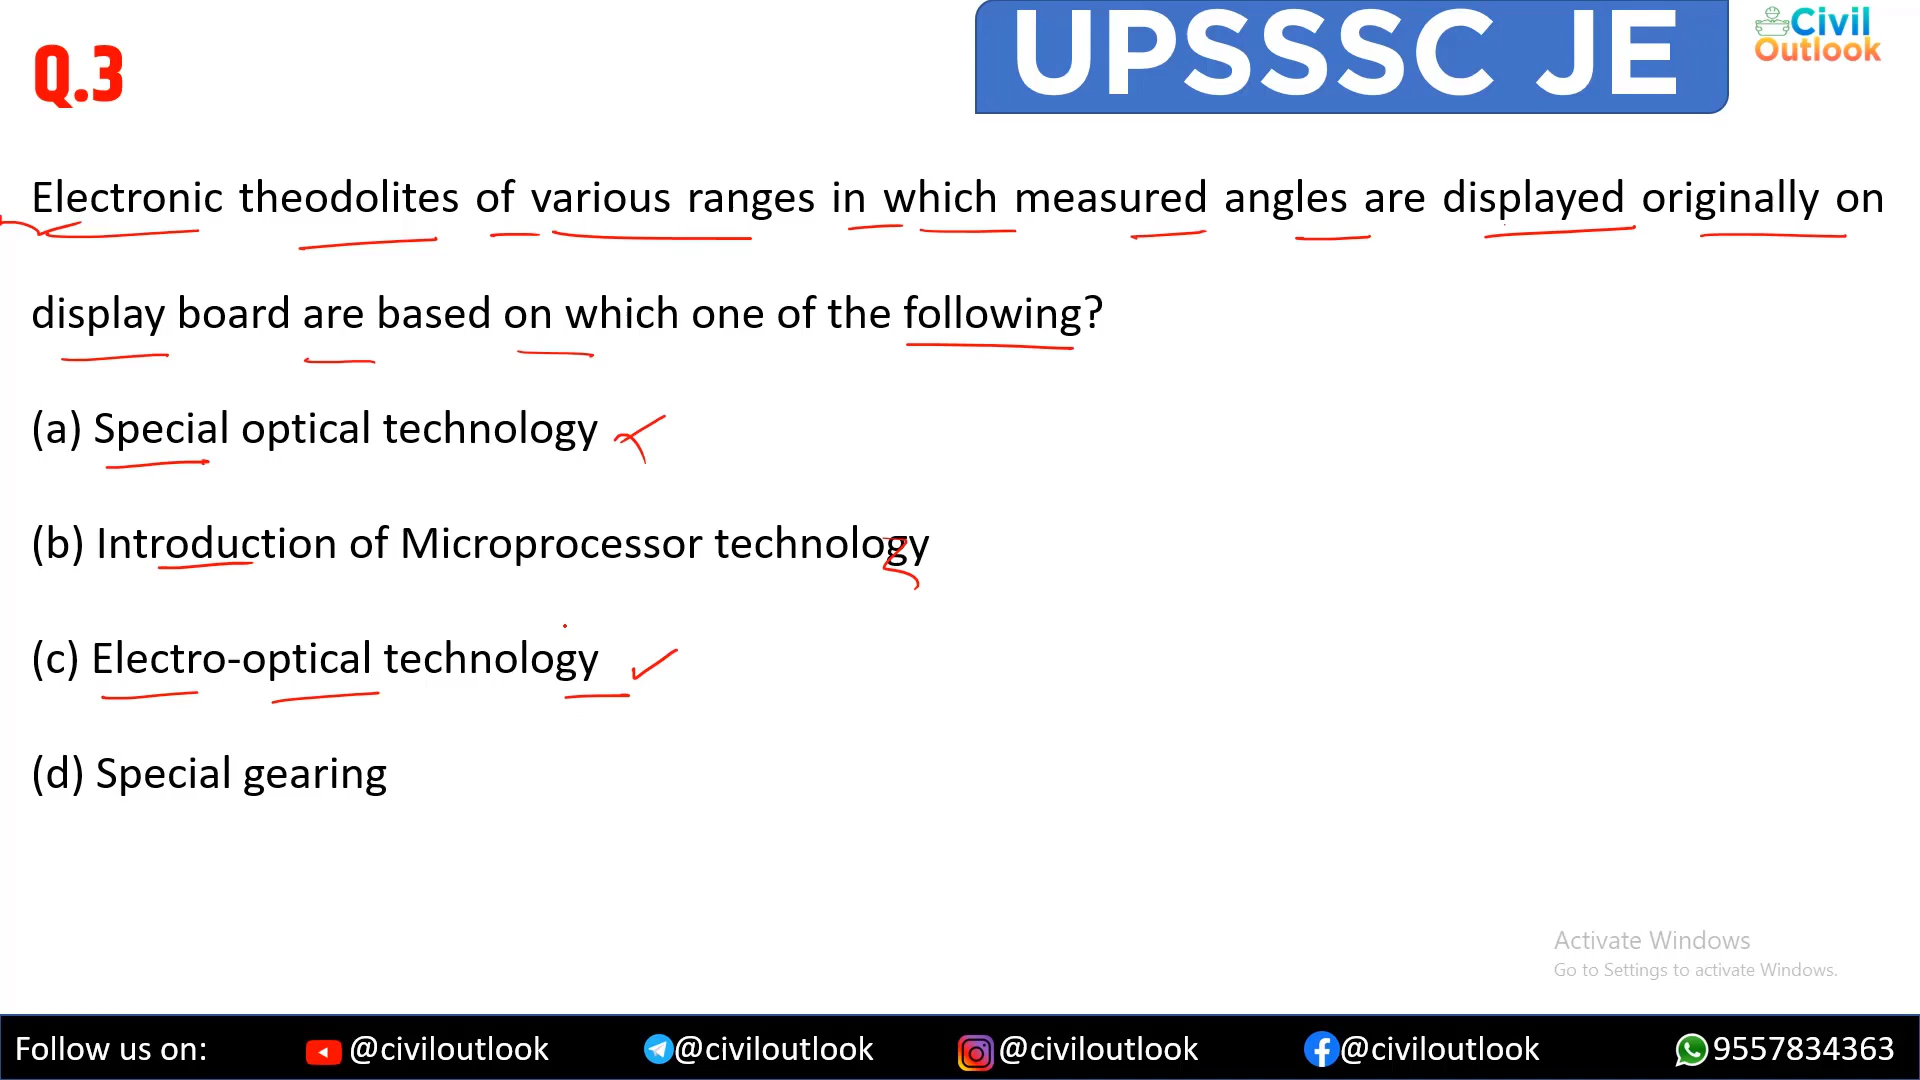 Q.3
UPSSSC JE
Civil
Outlook
Electronic theodolites of various ranges in which measured angles are displayed originally on
display board are based on which one of the following?
(a) Special optical technology
(b) Introduction of Microprocessor technology
(c) Electro-optical technology
(d) Special gearing
Activate Windows
Go to Settings to activate Windows.
Follow us on: @civiloutlook @civiloutlook @civiloutlook @civiloutlook 9557834363